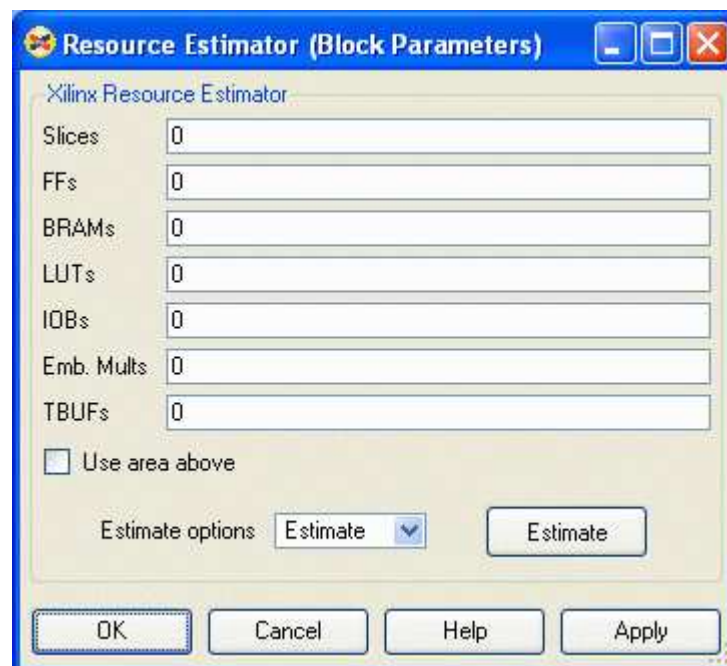 Resource Estimator (Block Parameters)
Xilinx Resource Estimator
Slices 0
FFs 0
BRAMs 0
LUTs 0
IOBs 0
Emb. Mults 0
TBUFs 0
Use area above
Estimate options Estimate Estimate
OK Cancel Help Apply